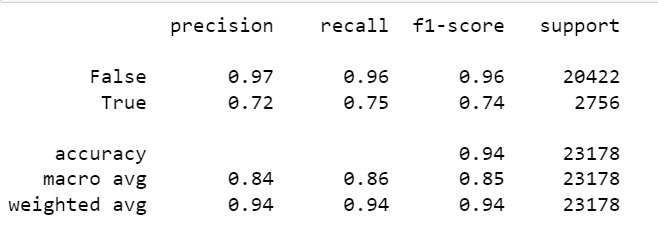 precision recall f1-score support
False 0.97 0.96 0.96 20422
True 0.72 0.75 0.74 2756
accuracy 0.94 23178
macro avg 0.84 0.86 0.85 23178
weighted avg 0.94 0.94 0.94 23178